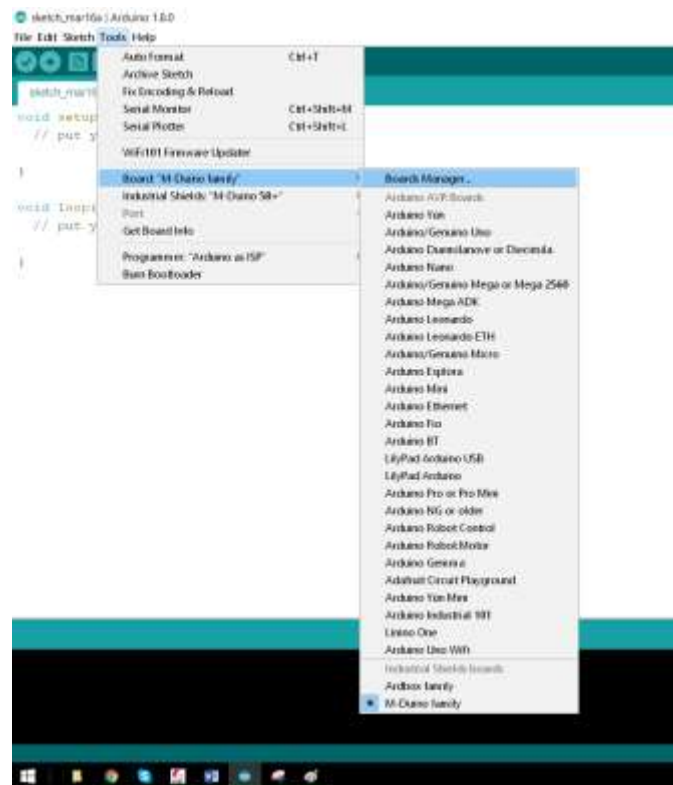 sketch_mar16a | Arduino 1.8.0
File Edit Sketch Tools Help
Auto Format Ctrl+T
Archive Sketch
Fix Encoding & Reload
Serial Monitor Ctrl+Shift+M
Serial Plotter Ctrl+Shift+L
WiFi101 Firmware Updater
Board: "M-Duino family"
Industrial Shields: "M-Duino 58+"
Port
Get Board Info
Programmer: "Arduino as ISP"
Burn Bootloader
sketch_mar16
void setup
// put y
}
void loop(
// put y
}
Boards Manager...
Arduino AVR Boards
Arduino Yún
Arduino/Genuino Uno
Arduino Duemilanove or Diecimila
Arduino Nano
Arduino/Genuino Mega or Mega 2560
Arduino Mega ADK
Arduino Leonardo
Arduino Leonardo ETH
Arduino/Genuino Micro
Arduino Esplora
Arduino Mini
Arduino Ethernet
Arduino Fio
Arduino BT
LilyPad Arduino USB
LilyPad Arduino
Arduino Pro or Pro Mini
Arduino NG or older
Arduino Robot Control
Arduino Robot Motor
Arduino Gemma
Adafruit Circuit Playground
Arduino Yún Mini
Arduino Industrial 101
Linino One
Arduino Uno WiFi
Industrial Shields boards
Ardbox family
M-Duino family